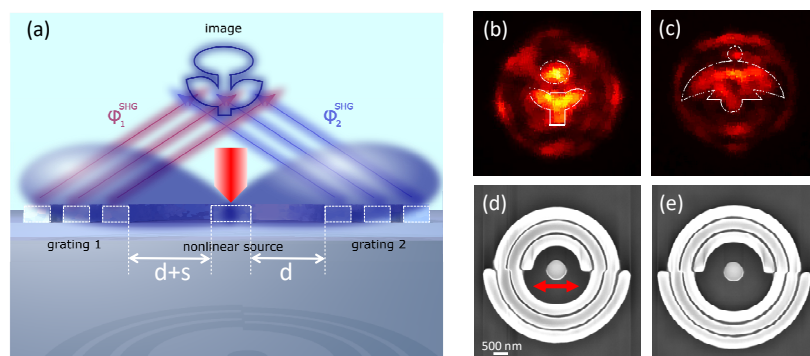 (a)
image
φ₁ˢᴴᴳ
φ₂ˢᴴᴳ
grating 1
nonlinear source
grating 2
d+s
d
(b)
(c)
(d)
(e)
500 nm